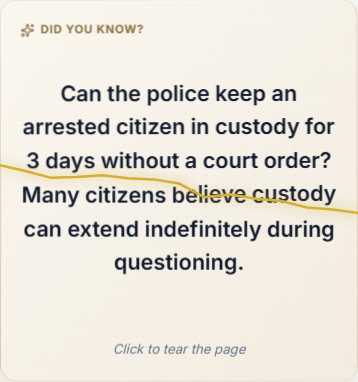 DID YOU KNOW?
Can the police keep an
arrested citizen in custody for
3 days without a court order?
Many citizens believe custody
can extend indefinitely during
questioning.
Click to tear the page